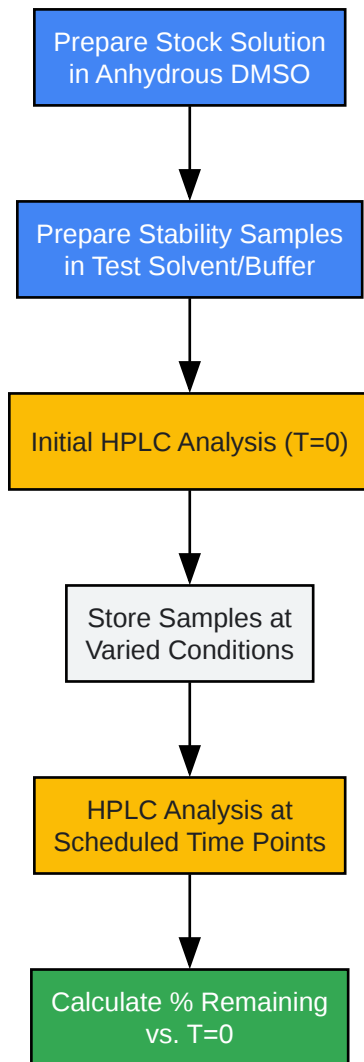 Prepare Stock Solution
in Anhydrous DMSO
Prepare Stability Samples
in Test Solvent/Buffer
Initial HPLC Analysis (T=0)
Store Samples at
Varied Conditions
HPLC Analysis at
Scheduled Time Points
Calculate % Remaining
vs. T=0